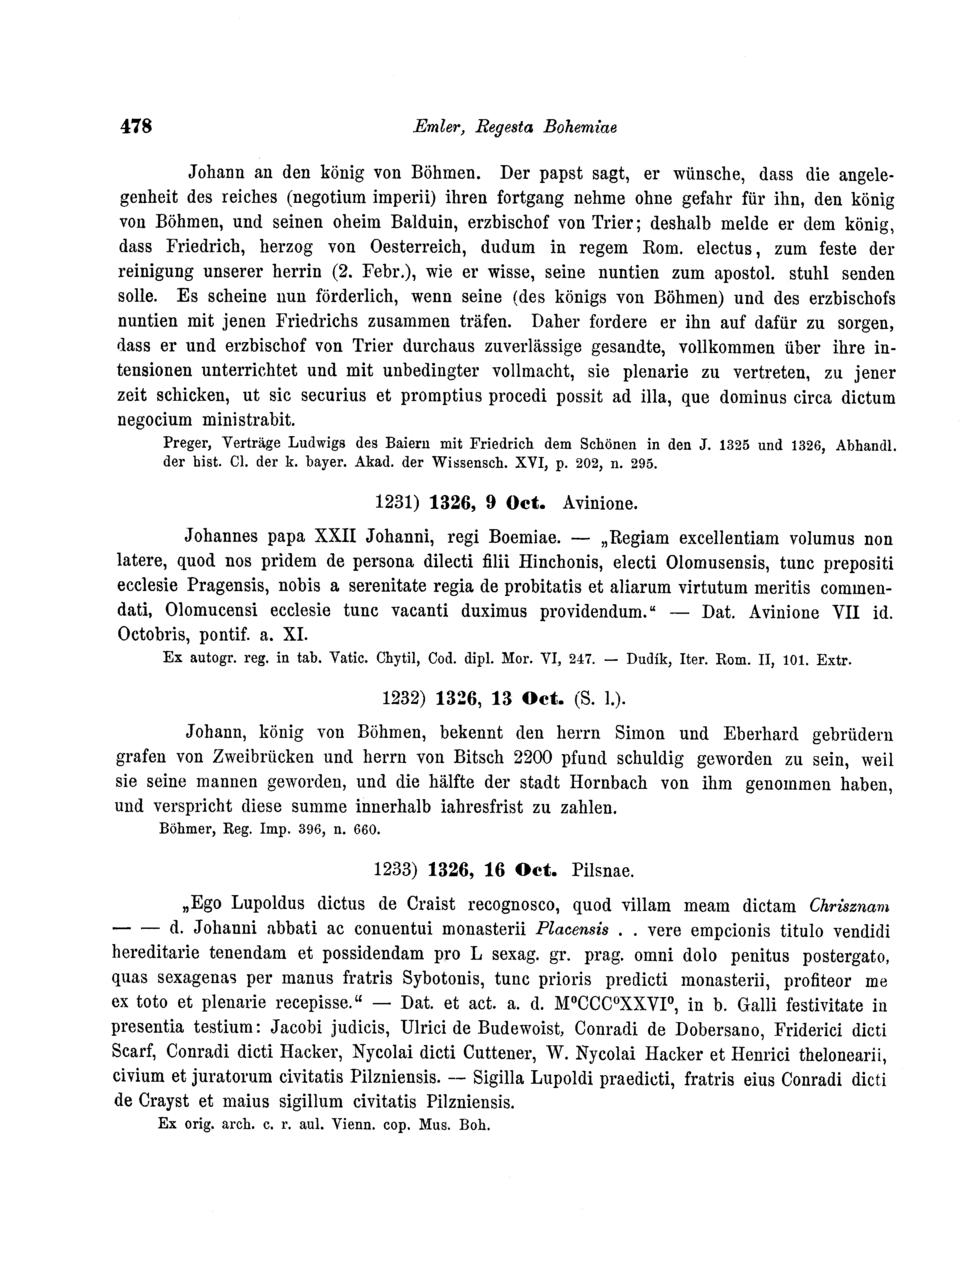 478 Emler, Regesta Bohemiae
Johann an den könig von Böhmen. Der papst sagt, er wünsche, dass die angele-
genheit des reiches (negotium imperii) ihren fortgang nehme ohne gefahr für ihn, den könig
von Böhmen, und seinen oheim Balduin, erzbischof von Trier; deshalb melde er dem könig,
dass Friedrich, herzog von Oesterreich, dudum in regem Rom. electus, zum feste der
reinigung unserer herrin (2. Febr.), wie er wisse, seine nuntien zum apostol. stuhl senden
solle. Es scheine nun förderlich, wenn seine (des königs von Böhmen) und des erzbischofs
nuntien mit jenen Friedrichs zusammen träfen. Daher fordere er ihn auf dafür zu sorgen,
dass er und erzbischof von Trier durchaus zuverlässige gesandte, vollkommen über ihre in-
tensionen unterrichtet und mit unbedingter vollmacht, sie plenarie zu vertreten, zu jener
zeit schicken, ut sic securius et promptius procedi possit ad illa, que dominus circa dictum
negocium ministrabit.
Preger, Verträge Ludwigs des Baiern mit Friedrich dem Schönen in den J. 1325 und 1326, Abhandl.
der hist. Cl. der k. bayer. Akad. der Wissensch. XVI, p. 202, n. 295.
1231) 1326, 9 Oct. Avinione.
Johannes papa XXII Johanni, regi Boemiae. — „Regiam excellentiam volumus non
latere, quod nos pridem de persona dilecti filii Hinchonis, electi Olomusensis, tunc prepositi
ecclesie Pragensis, nobis a serenitate regia de probitatis et aliarum virtutum meritis commen-
dati, Olomucensi ecclesie tunc vacanti duximus providendum.“ — Dat. Avinione VII id.
Octobris, pontif. a. XI.
Ex autogr. reg. in tab. Vatic. Chytil, Cod. dipl. Mor. VI, 247. — Dudík, Iter. Rom. II, 101. Extr.
1232) 1326, 13 Oct. (S. l.).
Johann, könig von Böhmen, bekennt den herrn Simon und Eberhard gebrüdern
grafen von Zweibrücken und herrn von Bitsch 2200 pfund schuldig geworden zu sein, weil
sie seine mannen geworden, und die hälfte der stadt Hornbach von ihm genommen haben,
und verspricht diese summe innerhalb iahresfrist zu zahlen.
Böhmer, Reg. Imp. 396, n. 660.
1233) 1326, 16 Oct. Pilsnae.
„Ego Lupoldus dictus de Craist recognosco, quod villam meam dictam Chrisznam
— — d. Johanni abbati ac conuentui monasterii Placensis . . vere empcionis titulo vendidi
hereditarie tenendam et possidendam pro L sexag. gr. prag. omni dolo penitus postergato,
quas sexagenas per manus fratris Sybotonis, tunc prioris predicti monasterii, profiteor me
ex toto et plenarie recepisse.“ — Dat. et act. a. d. M⁰CCC⁰XXVI⁰, in b. Galli festivitate in
presentia testium: Jacobi judicis, Ulrici de Budewoist, Conradi de Dobersano, Friderici dicti
Scarf, Conradi dicti Hacker, Nycolai dicti Cuttener, W. Nycolai Hacker et Henrici thelonearii,
civium et juratorum civitatis Pilzniensis. — Sigilla Lupoldi praedicti, fratris eius Conradi dicti
de Crayst et maius sigillum civitatis Pilzniensis.
Ex orig. arch. c. r. aul. Vienn. cop. Mus. Boh.